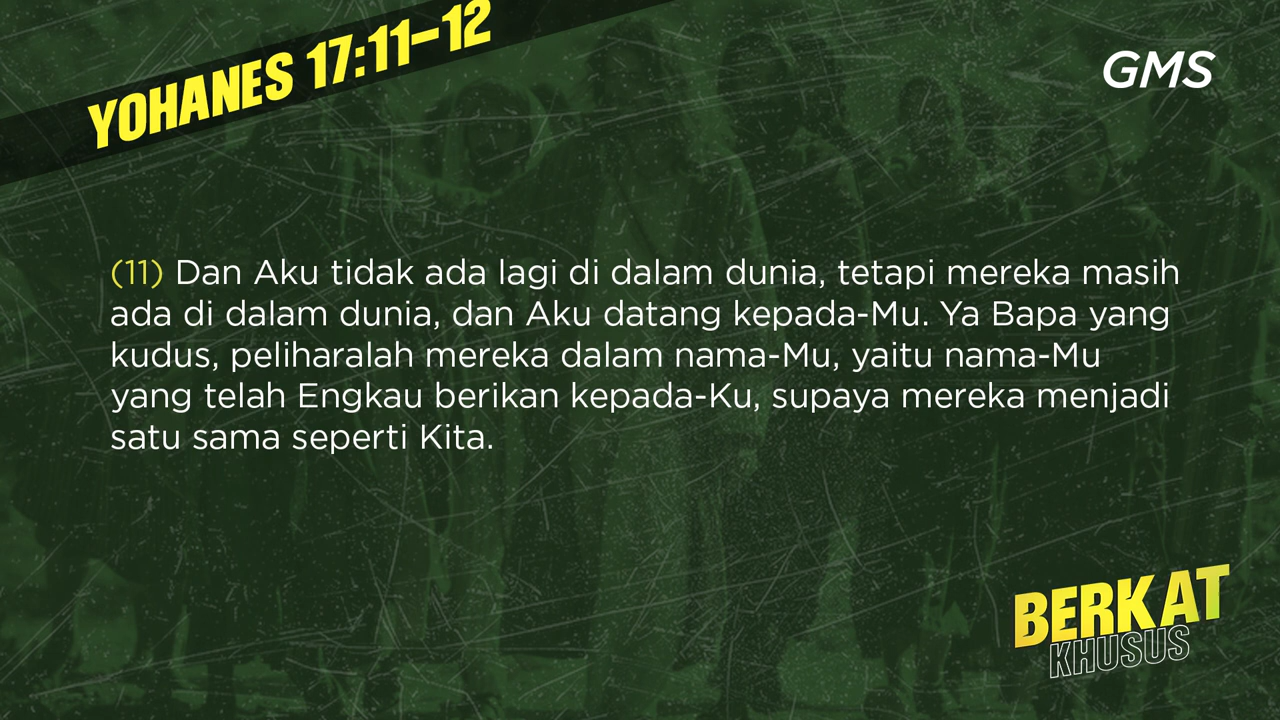 YOHANES 17:11–12
GMS
(11) Dan Aku tidak ada lagi di dalam dunia, tetapi mereka masih
ada di dalam dunia, dan Aku datang kepada-Mu. Ya Bapa yang
kudus, peliharalah mereka dalam nama-Mu, yaitu nama-Mu
yang telah Engkau berikan kepada-Ku, supaya mereka menjadi
satu sama seperti Kita.
BERKAT
KHUSUS